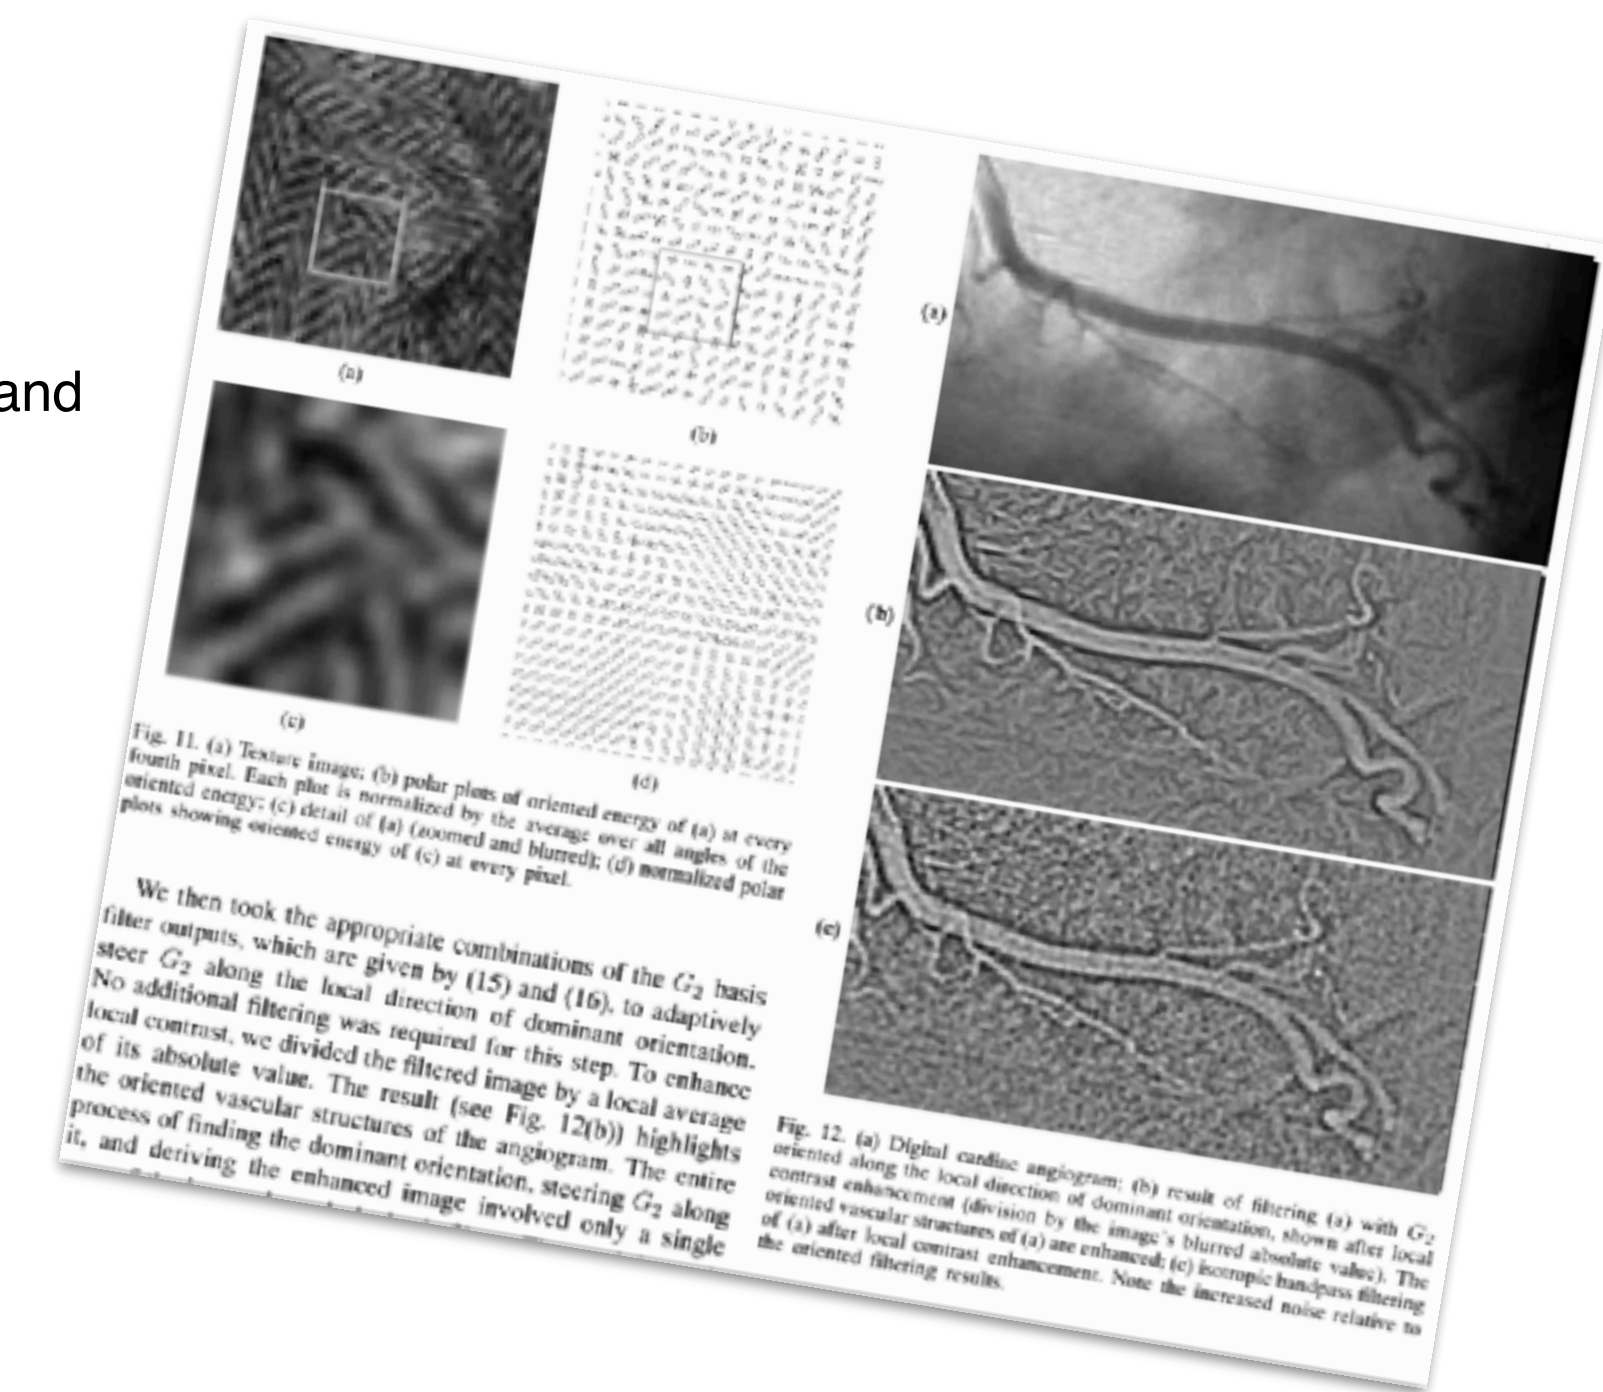 and
(a)
(b)
(c)
(d)
Fig. 11. (a) Texture image; (b) polar plots of oriented energy of (a) at every
fourth pixel. Each plot is normalized by the average over all angles of the
oriented energy; (c) detail of (a) (zoomed and blurred); (d) normalized polar
plots showing oriented energy of (c) at every pixel.
We then took the appropriate combinations of the G₂ basis
filter outputs, which are given by (15) and (16), to adaptively
steer G₂ along the local direction of dominant orientation.
No additional filtering was required for this step. To enhance
local contrast, we divided the filtered image by a local average
of its absolute value. The result (see Fig. 12(b)) highlights
the oriented vascular structures of the angiogram. The entire
process of finding the dominant orientation, steering G₂ along
it, and deriving the enhanced image involved only a single
(a)
(b)
(c)
Fig. 12. (a) Digital cardiac angiogram; (b) result of filtering (a) with G₂
oriented along the local direction of dominant orientation, shown after local
contrast enhancement (division by the image's blurred absolute value). The
oriented vascular structures of (a) are enhanced; (c) isotropic bandpass filtering
of (a) after local contrast enhancement. Note the increased noise relative to
the oriented filtering results.